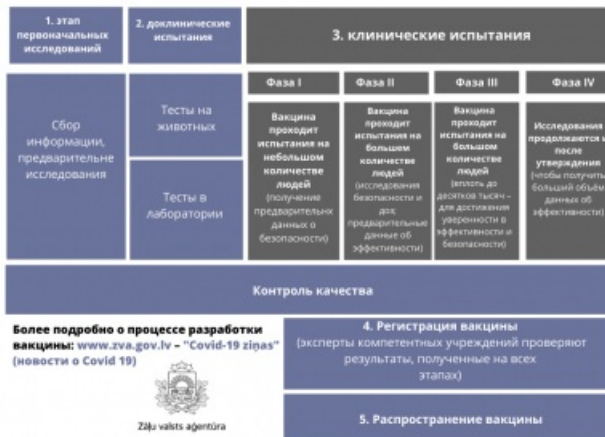 1. этап
первоначальных
исследований
2. доклинические
испытания
3. клинические испытания
Сбор
информации,
предварительне
исследования
Тесты на
животных
Тесты в
лаборатории
Фаза I
Вакцина
проходит
испытания на
небольшом
количестве
людей
(получение
предварительнх
данных о
безопасности)
Фаза II
Вакцина
проходит
испытания на
большем
количестве
людей
(исследования
безопасности и
доз;
предварительные
данные об
эффективности)
Фаза III
Вакцина
проходит
испытания на
большом
количестве
людей
(вплоть до
десятков тысяч –
для достижения
уверенности в
эффективности и
безопасности)
Фаза IV
Исследования
продолжаются и
после
утверждения
(чтобы получить
больший объём
данных об
эффективности)
Контроль качества
Более подробно о процессе разработки
вакцины: www.zva.gov.lv – "Covid-19 ziņas"
(новости о Covid 19)
Zāļu valsts aģentūra
4. Регистрация вакцины
(эксперты компетентных учреждений проверяют
результаты, полученные на всех
этапах)
5. Распространение вакцины